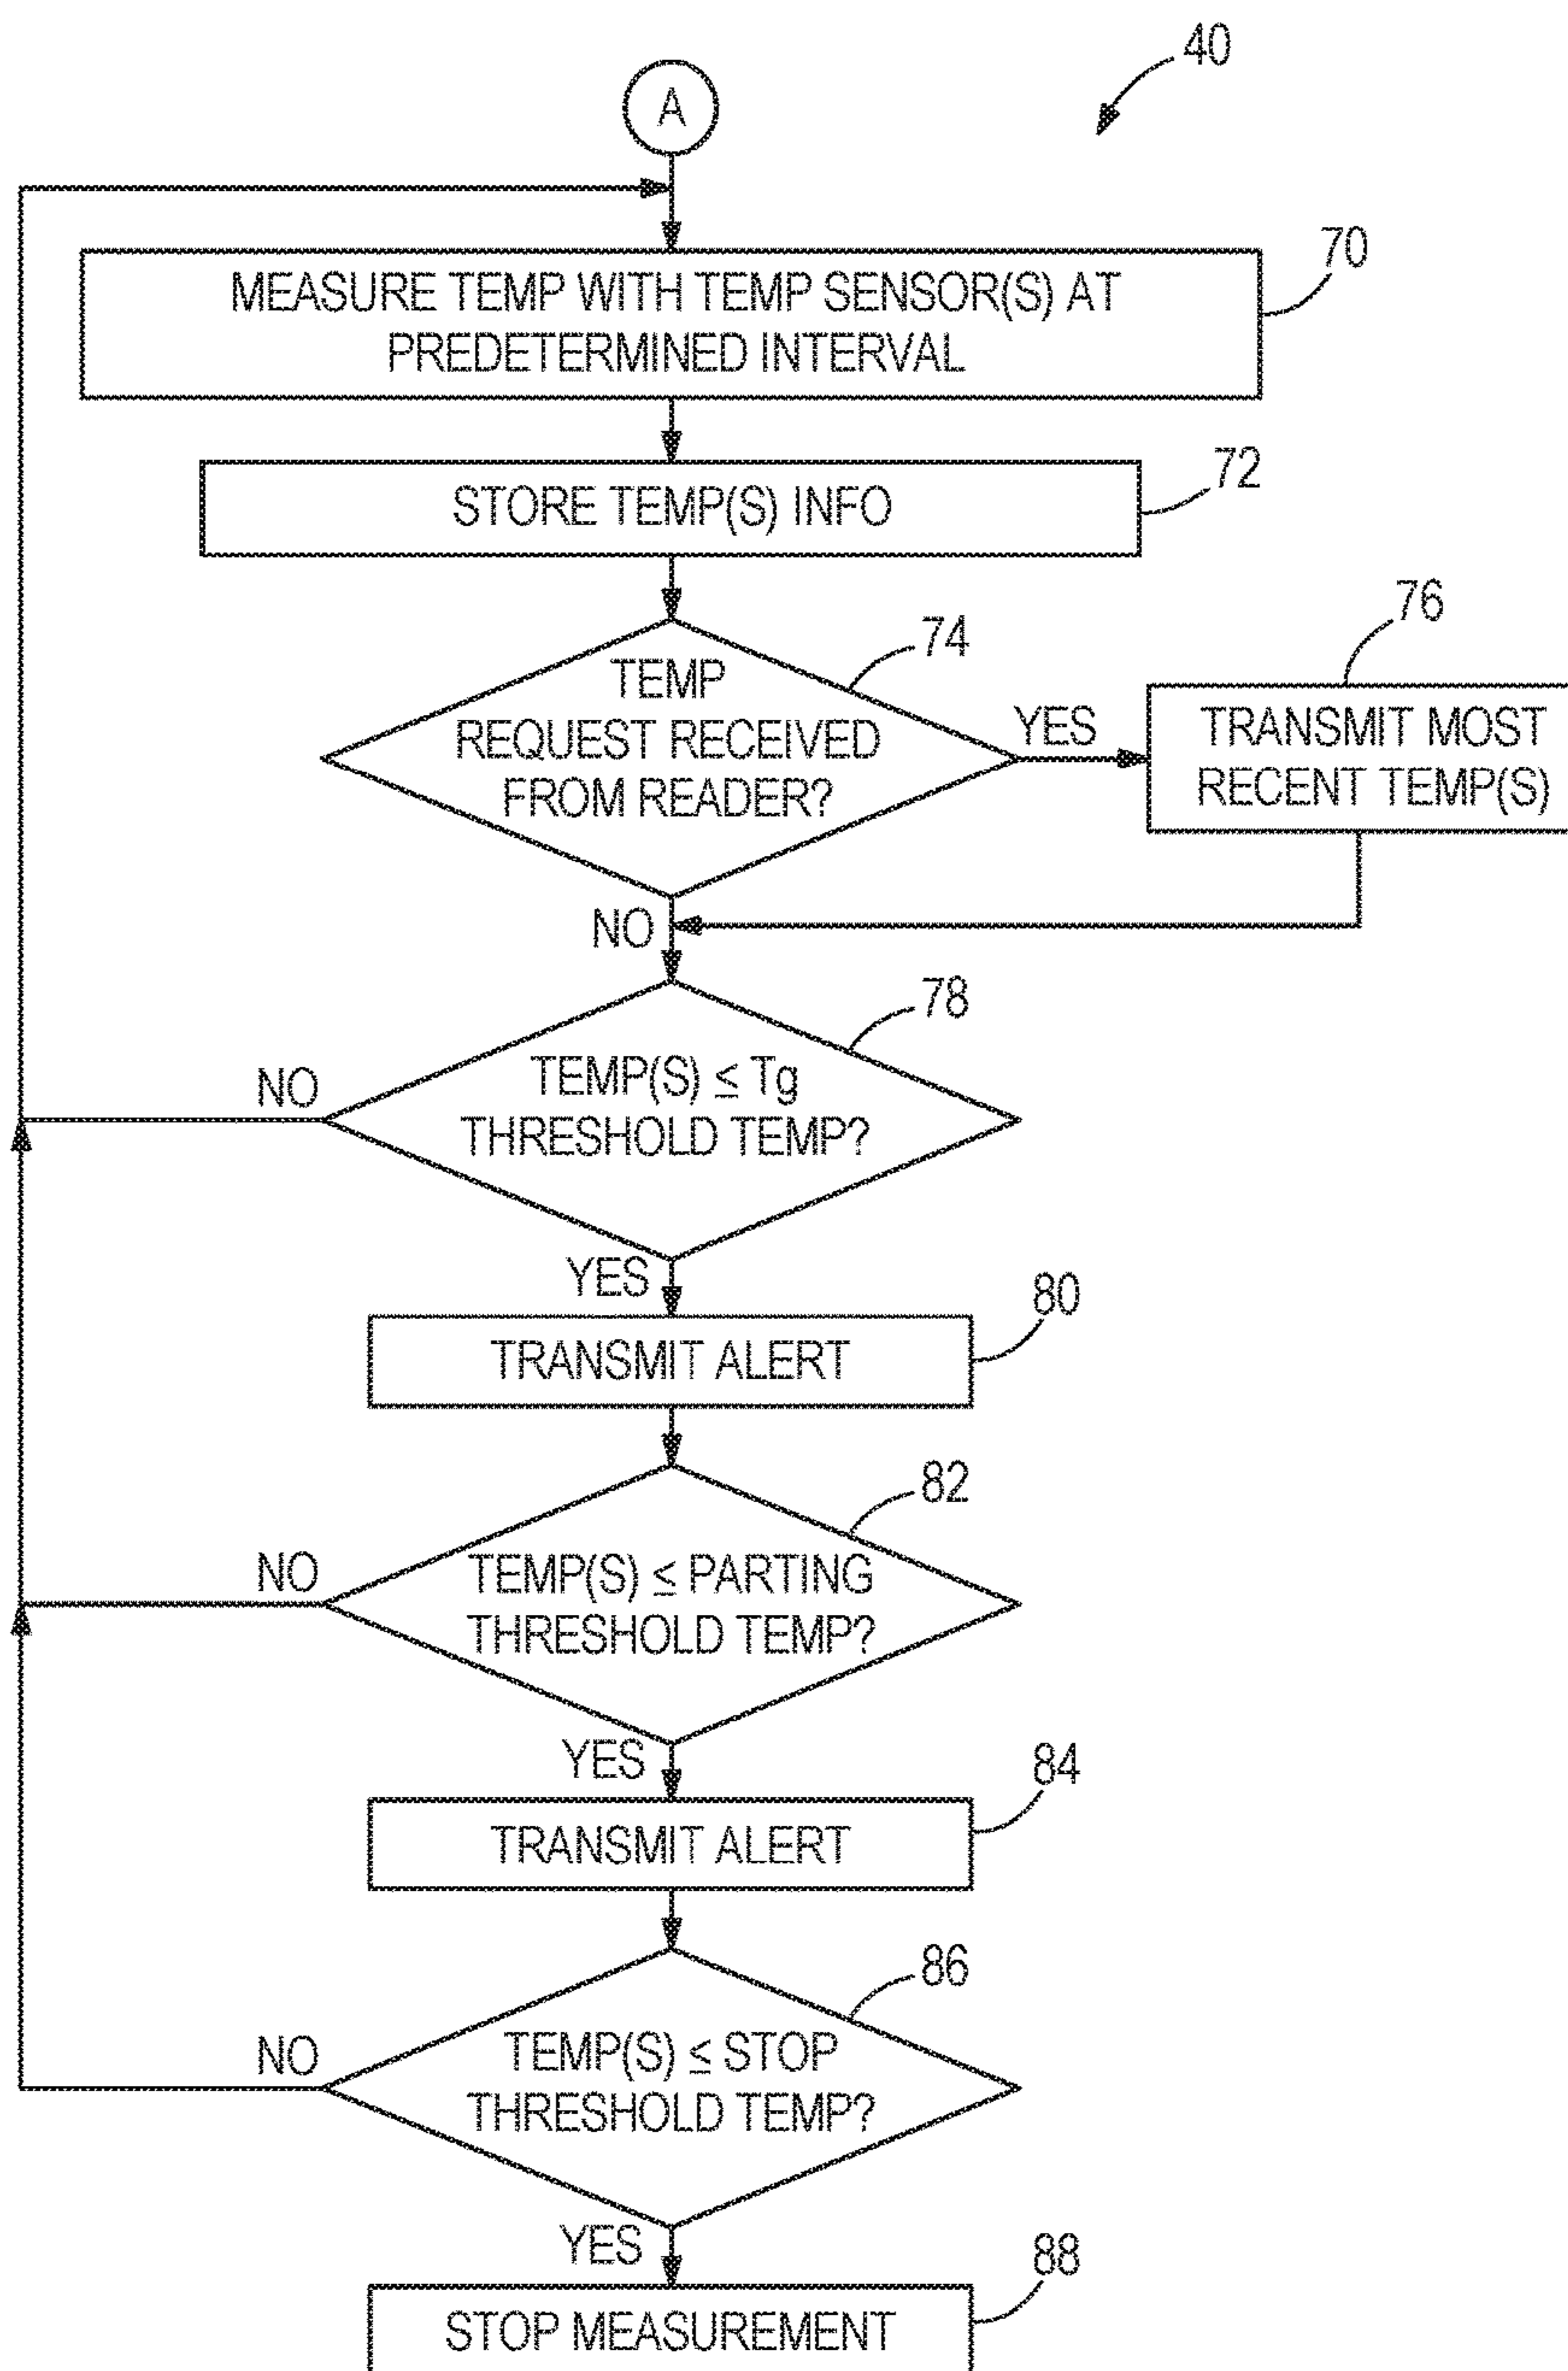 40
A
MEASURE TEMP WITH TEMP SENSOR(S) AT
PREDETERMINED INTERVAL
70
STORE TEMP(S) INFO
72
TEMP
REQUEST RECEIVED
FROM READER?
74
YES
76
TRANSMIT MOST
RECENT TEMP(S)
NO
78
TEMP(S) ≤ Tg
THRESHOLD TEMP?
NO
YES
80
TRANSMIT ALERT
82
TEMP(S) ≤ PARTING
THRESHOLD TEMP?
NO
YES
84
TRANSMIT ALERT
86
TEMP(S) ≤ STOP
THRESHOLD TEMP?
NO
YES
88
STOP MEASUREMENT